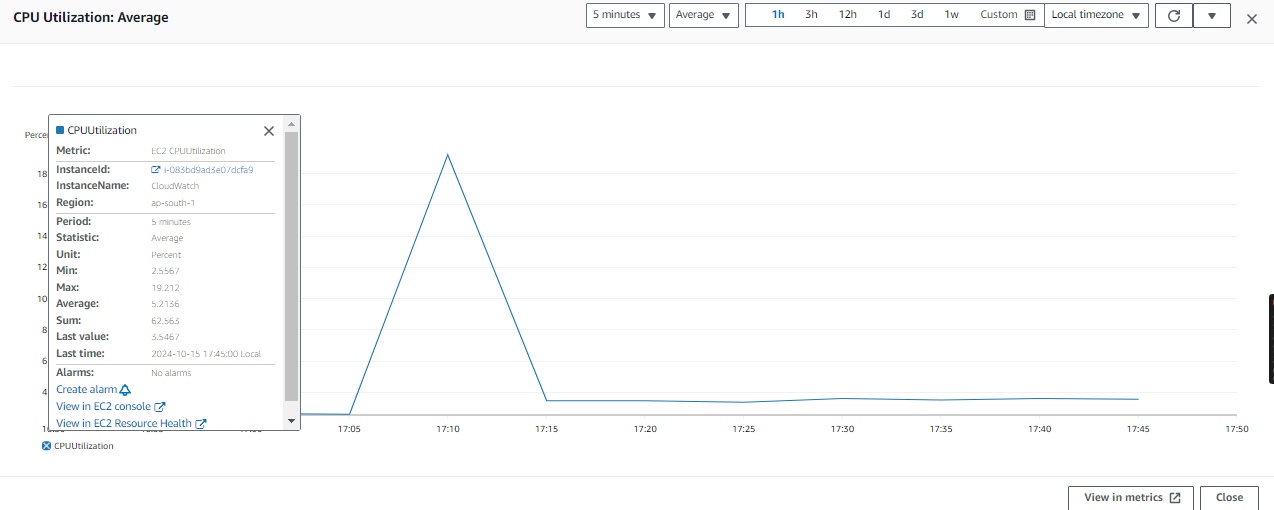 CPU Utilization: Average
5 minutes
Average
1h 3h 12h 1d 3d 1w Custom
Local timezone
CPUUtilization
Metric: EC2 CPUUtilization
InstanceId: i-083bd9ad3e07dcfa9
InstanceName: CloudWatch
Region: ap-south-1
Period: 5 minutes
Statistic: Average
Unit: Percent
Min: 2.5567
Max: 19.212
Average: 5.2136
Sum: 62.563
Last value: 3.5467
Last time: 2024-10-15 17:45:00 Local
Alarms: No alarms
Create alarm
View in EC2 console
View in EC2 Resource Health
18
16
14
12
10
8
6
4
17:05 17:10 17:15 17:20 17:25 17:30 17:35 17:40 17:45 17:50
CPUUtilization
View in metrics
Close